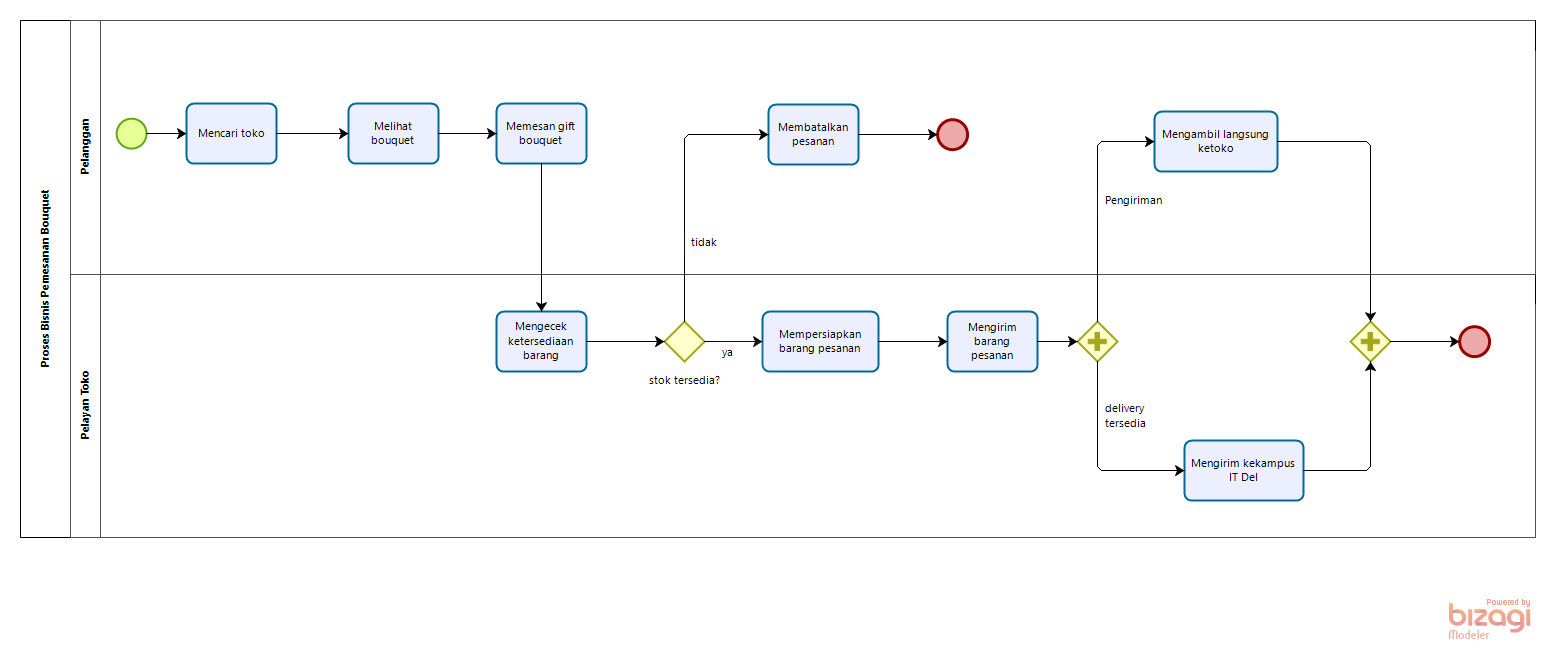 Proses Bisnis Pemesanan Bouquet
Pelanggan
Mencari toko
Melihat
bouquet
Memesan gift
bouquet
Membatalkan
pesanan
Mengambil langsung
ketoko
Pengiriman
tidak
Pelayan Toko
Mengecek
ketersediaan
barang
ya
stok tersedia?
Mempersiapkan
barang pesanan
Mengirim
barang
pesanan
delivery
tersedia
Mengirim kekampus
IT Del
Powered by
bizagi
Modeler